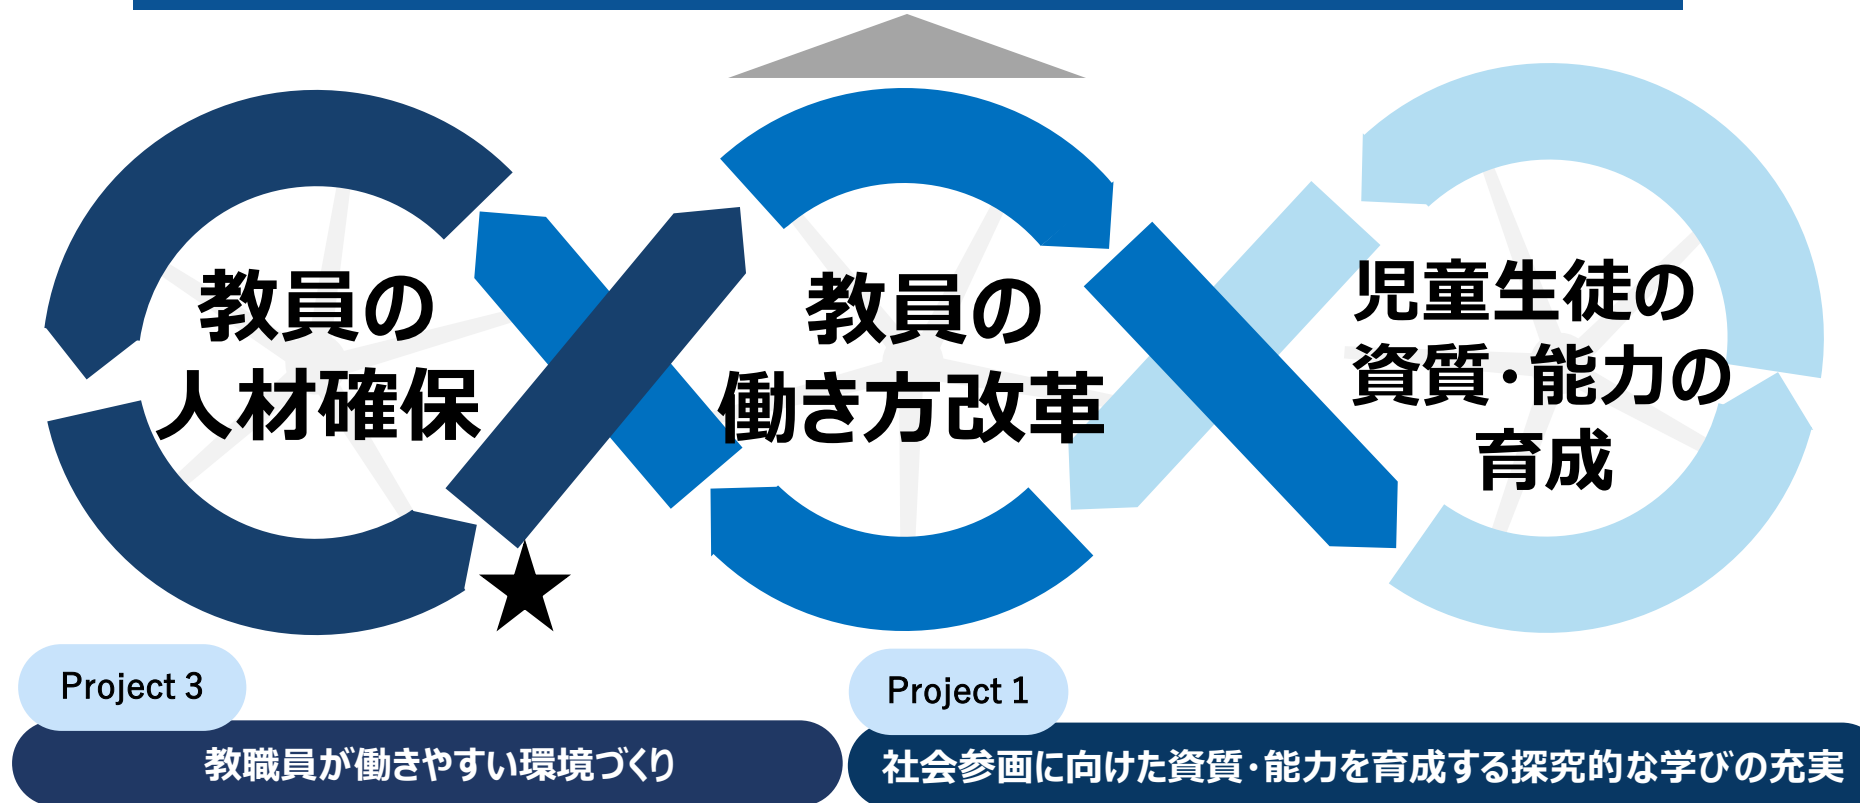 教員の
人材確保
教員の
働き方改革
児童生徒の
資質・能力の
育成
Project 3
教職員が働きやすい環境づくり
Project 1
社会参画に向けた資質・能力を育成する探究的な学びの充実